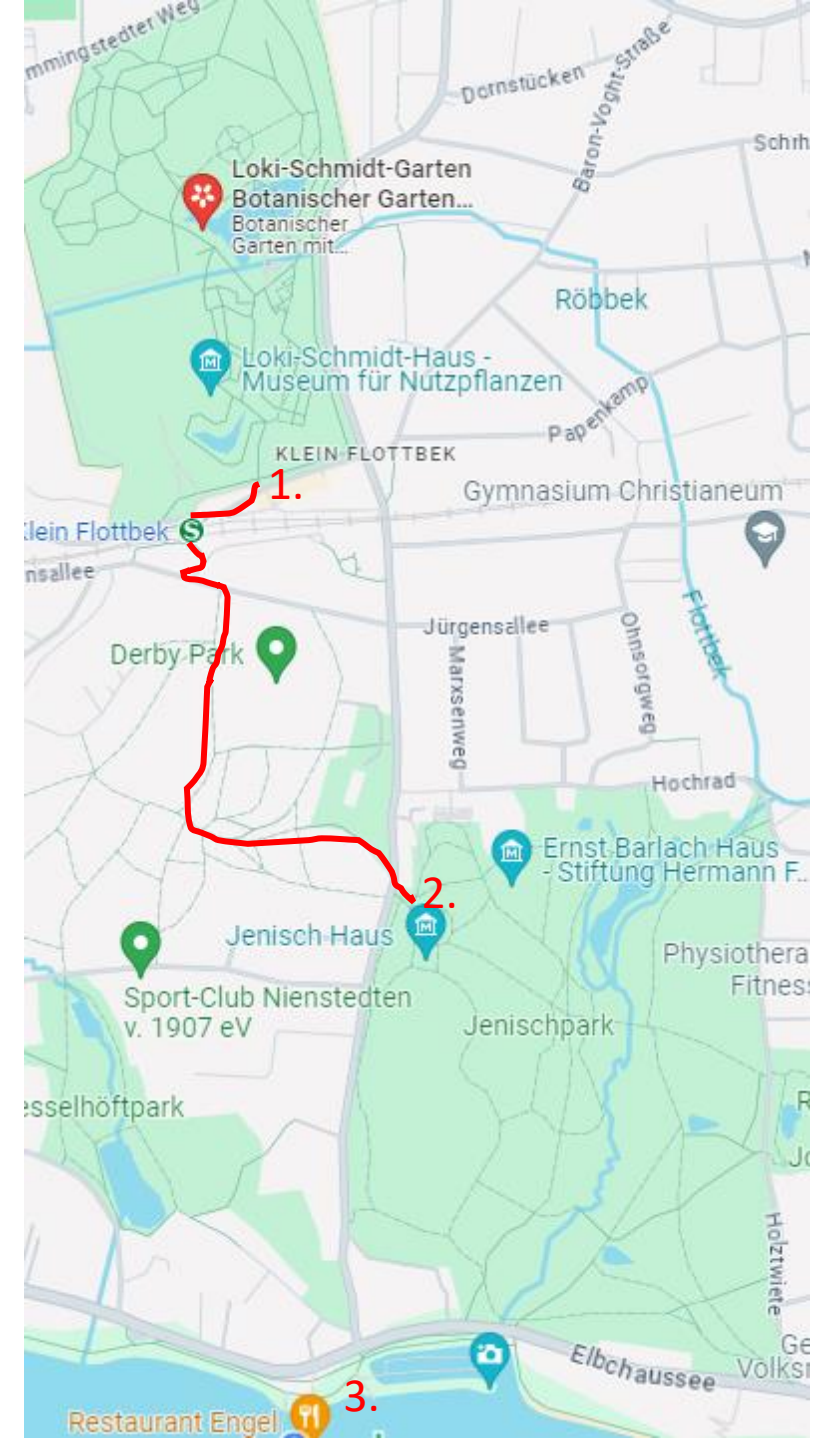 mmingstedter Weg
Dornstücken
Baron-Voght-Straße
Schrh
Loki-Schmidt-Garten
Botanischer Garten...
Botanischer
Garten mit...
Röbbek
Loki-Schmidt-Haus -
Museum für Nutzpflanzen
Papenkamp
KLEIN FLOTTBEK
1.
Gymnasium Christianeum
Klein Flottbek S
nsallee
Flottbek
Jürgensallee
Ohnsorgweg
Derby Park
Marxsenweg
Hochrad
Ernst Barlach Haus
- Stiftung Hermann F...
2.
Jenisch Haus
Physiothera
Fitness
Sport-Club Nienstedten
v. 1907 eV
Jenischpark
esselhöftpark
R
Jo
Holztwiete
Elbchaussee
Ge
Volksr
3.
Restaurant Engel